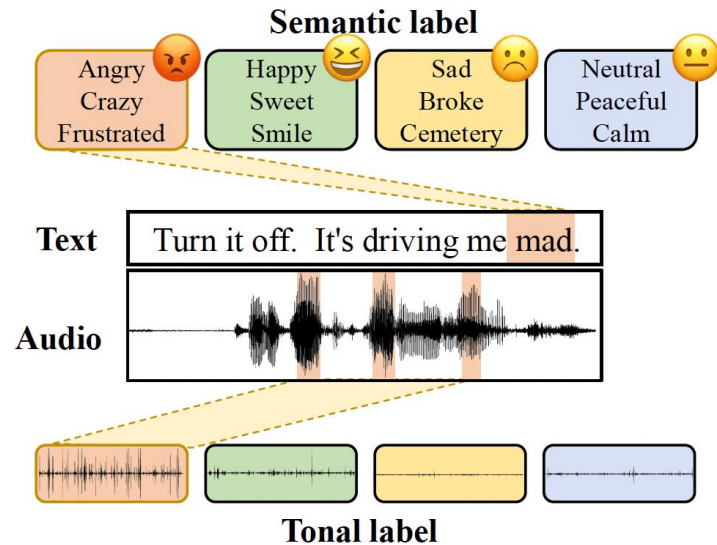 Semantic label
Angry
Crazy
Frustrated
Happy
Sweet
Smile
Sad
Broke
Cemetery
Neutral
Peaceful
Calm
Text
Turn it off. It's driving me mad.
Audio
Tonal label